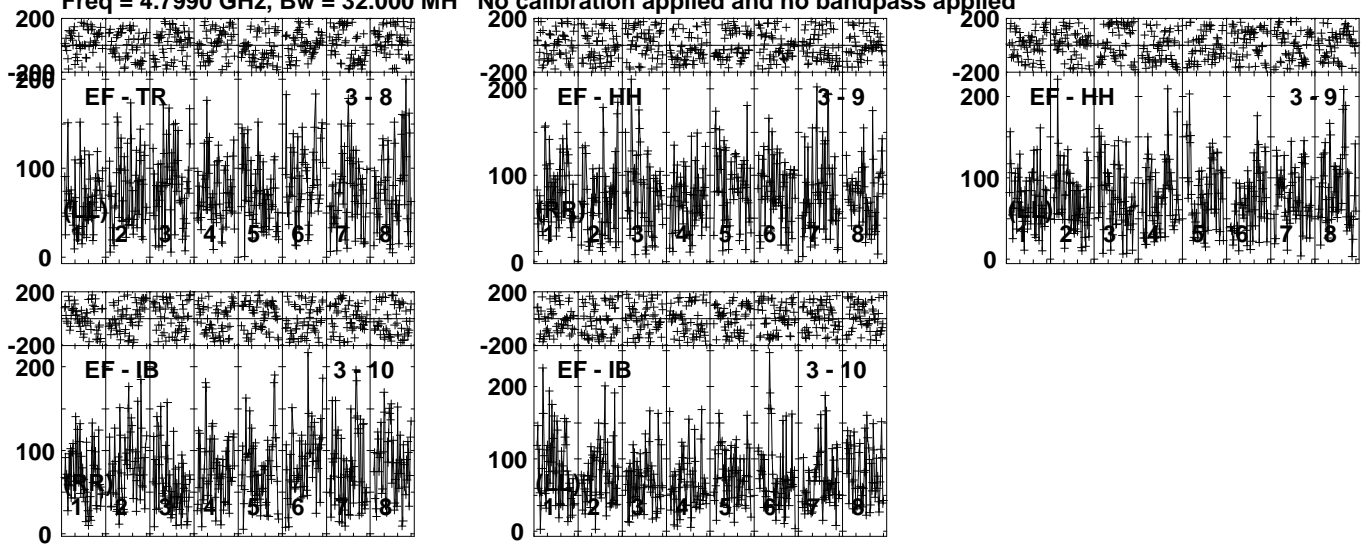 Freq = 4.7990 GHz, Bw = 32.000 MH No calibration applied and no bandpass applied
200
-200
200
EF - TR 3 - 8
100
(LL)
1 2 3 4 5 6 7 8
0
200
-200
200
EF - HH 3 - 9
100
(RR)
1 2 3 4 5 6 7 8
0
200
-200
200
EF - HH 3 - 9
100
(LL)
1 2 3 4 5 6 7 8
0
200
-200
200
EF - IB 3 - 10
100
(RR)
1 2 3 4 5 6 7 8
0
200
-200
200
EF - IB 3 - 10
100
(LL)
1 2 3 4 5 6 7 8
0